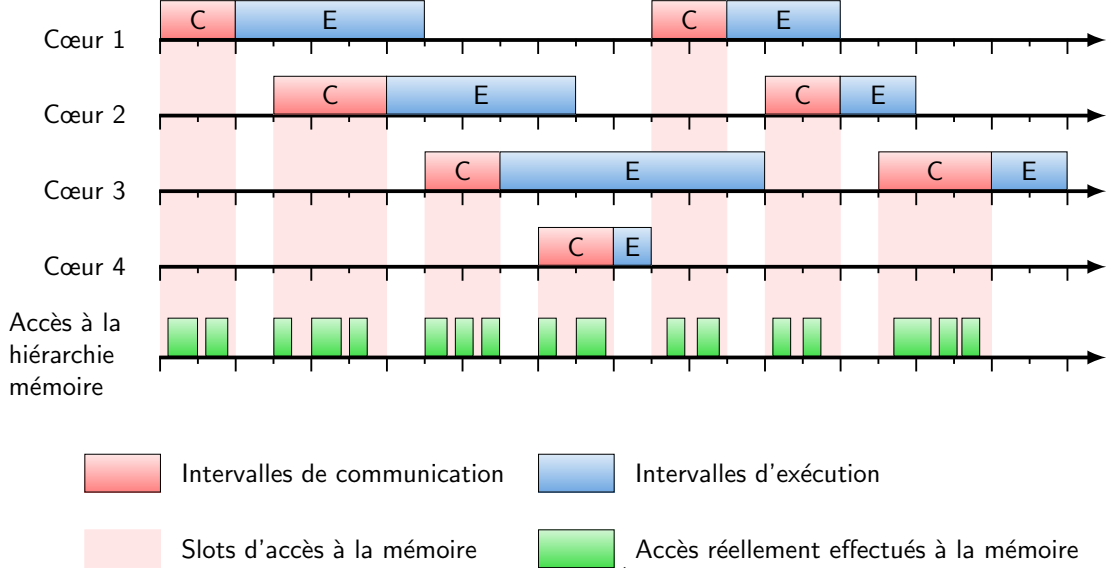 C E C E
Cœur 1
C E C E
Cœur 2
C E C E
Cœur 3
C E
Cœur 4
Accès à la
hiérarchie
mémoire
Intervalles de communication
Intervalles d'exécution
Slots d'accès à la mémoire
Accès réellement effectués à la mémoire